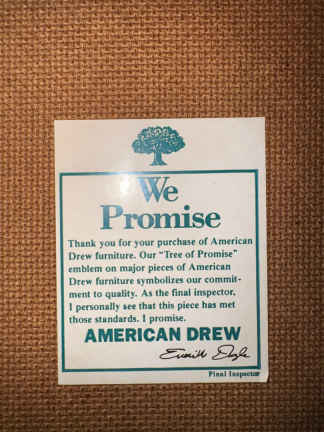 We
Promise
Thank you for your purchase of American
Drew furniture. Our "Tree of Promise"
emblem on major pieces of American
Drew furniture symbolizes our commit-
ment to quality. As the final inspector,
I personally see that this piece has met
those standards. I promise.
AMERICAN DREW
Final Inspector